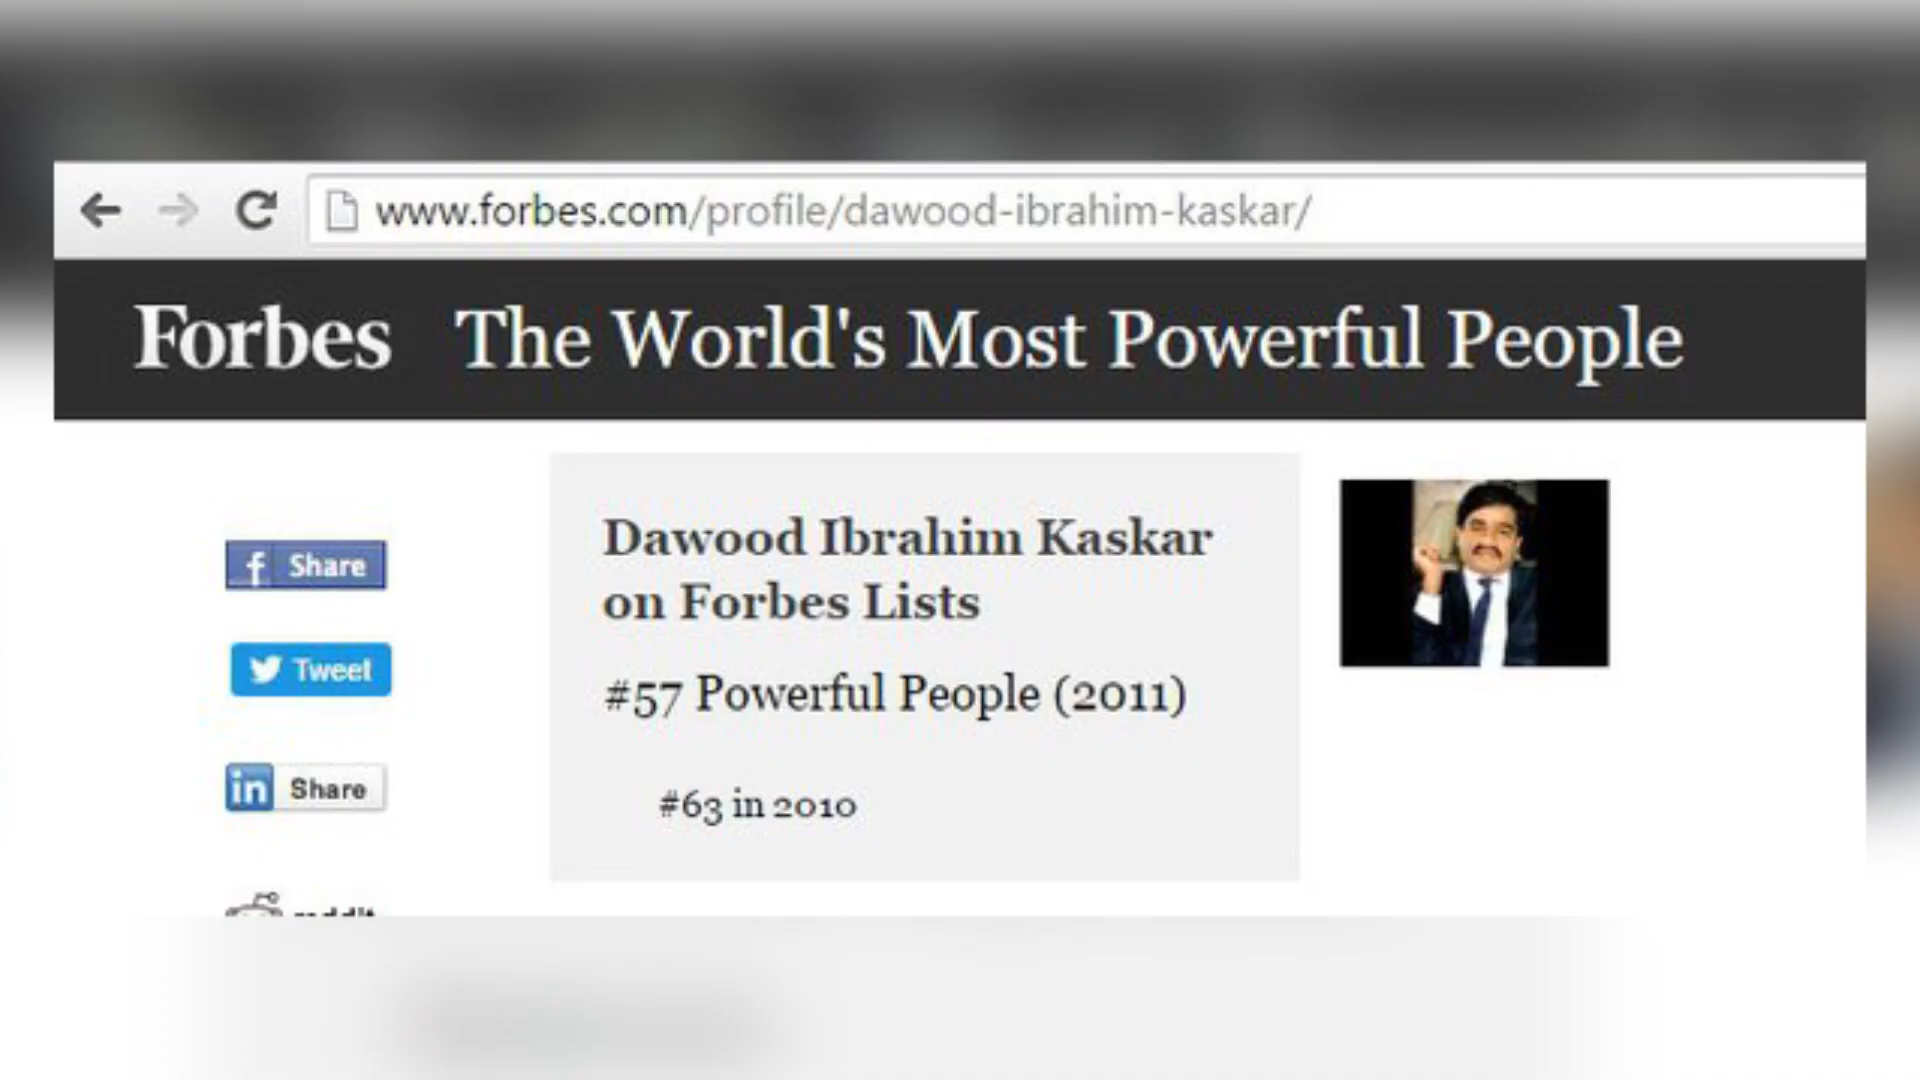 www.forbes.com/profile/dawood-ibrahim-kaskar/
Forbes The World's Most Powerful People
Dawood Ibrahim Kaskar
on Forbes Lists
#57 Powerful People (2011)
#63 in 2010
f Share
Tweet
in Share